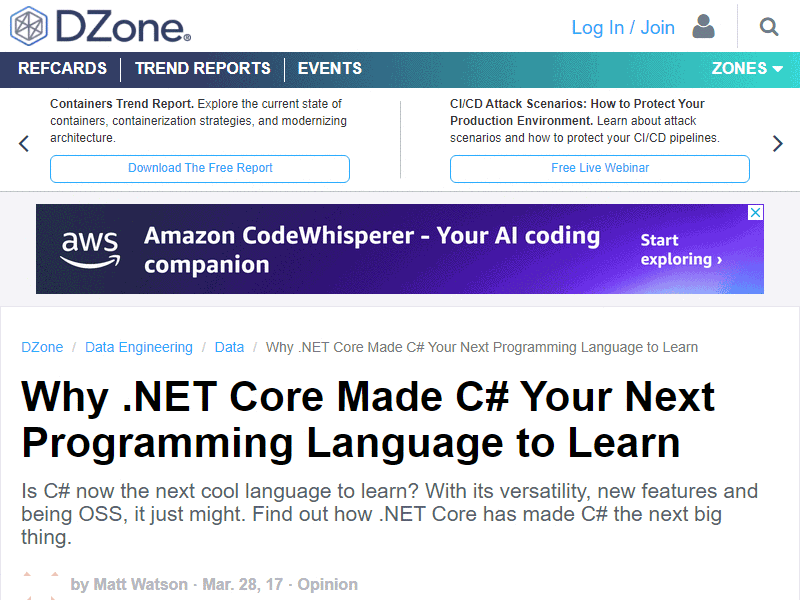 DZone.
Log In / Join
REFCARDS
TREND REPORTS
EVENTS
ZONES
Containers Trend Report. Explore the current state of
containers, containerization strategies, and modernizing
architecture.
Download The Free Report
CI/CD Attack Scenarios: How to Protect Your
Production Environment. Learn about attack
scenarios and how to protect your CI/CD pipelines.
Free Live Webinar
aws
Amazon CodeWhisperer - Your AI coding
companion
Start
exploring ›
DZone / Data Engineering / Data / Why .NET Core Made C# Your Next Programming Language to Learn
Why .NET Core Made C# Your Next
Programming Language to Learn
Is C# now the next cool language to learn? With its versatility, new features and
being OSS, it just might. Find out how .NET Core has made C# the next big
thing.
by Matt Watson · Mar. 28, 17 · Opinion